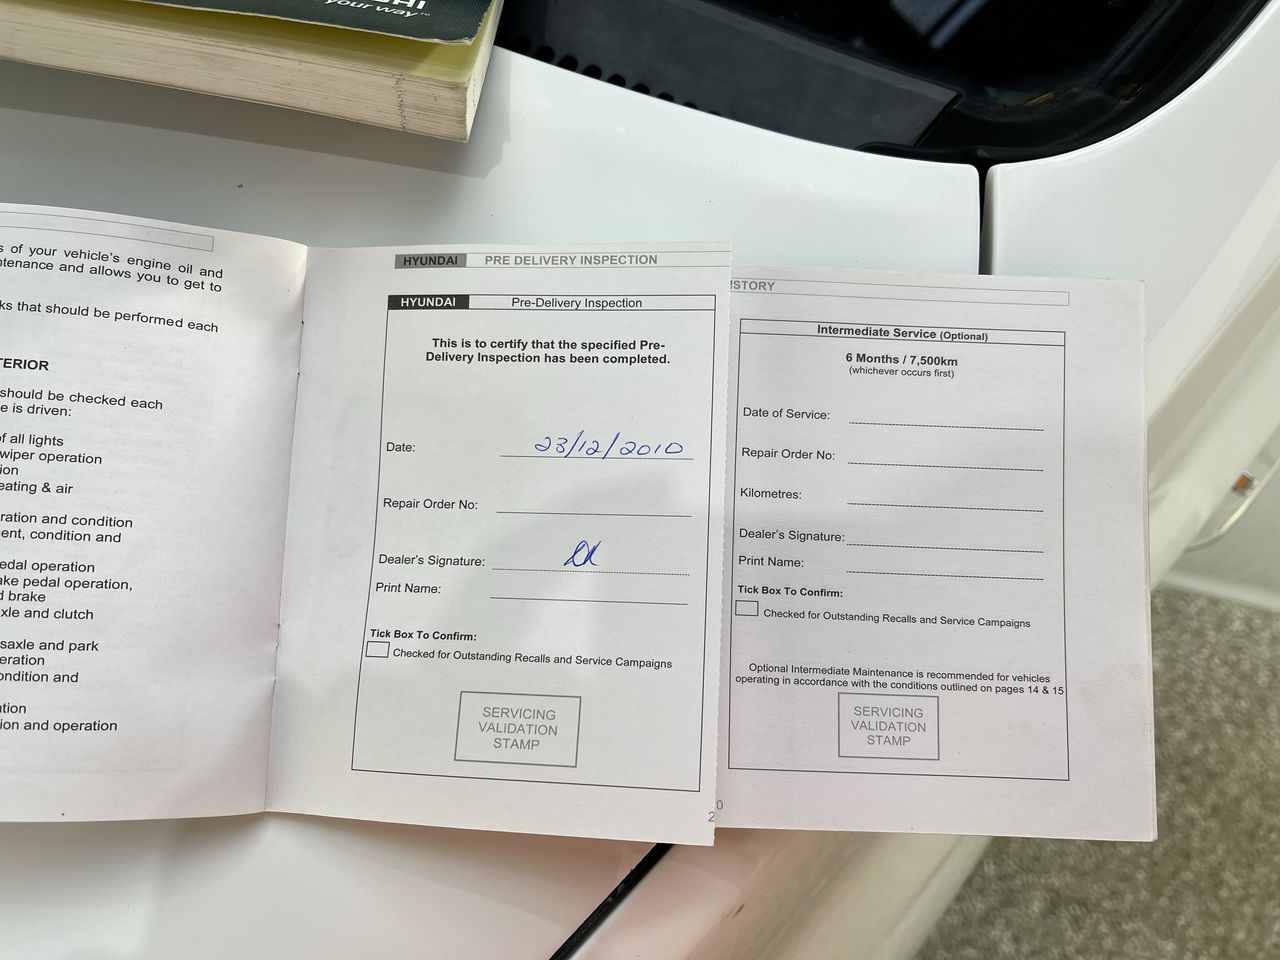 your way™
s of your vehicle's engine oil and
ntenance and allows you to get to
ks that should be performed each
TERIOR
should be checked each
e is driven:
of all lights
wiper operation
ion
eating & air
ration and condition
ent, condition and
edal operation
ake pedal operation,
d brake
xle and clutch
saxle and park
eration
ondition and
ntion
ion and operation
HYUNDAI PRE DELIVERY INSPECTION
HYUNDAI Pre-Delivery Inspection
This is to certify that the specified Pre-
Delivery Inspection has been completed.
Date: 23/12/2010
Repair Order No:
Dealer's Signature:
Print Name:
Tick Box To Confirm:
Checked for Outstanding Recalls and Service Campaigns
SERVICING
VALIDATION
STAMP
2
ISTORY
Intermediate Service (Optional)
6 Months / 7,500km
(whichever occurs first)
Date of Service:
Repair Order No:
Kilometres:
Dealer's Signature:
Print Name:
Tick Box To Confirm:
Checked for Outstanding Recalls and Service Campaigns
Optional Intermediate Maintenance is recommended for vehicles
operating in accordance with the conditions outlined on pages 14 & 15
SERVICING
VALIDATION
STAMP
0